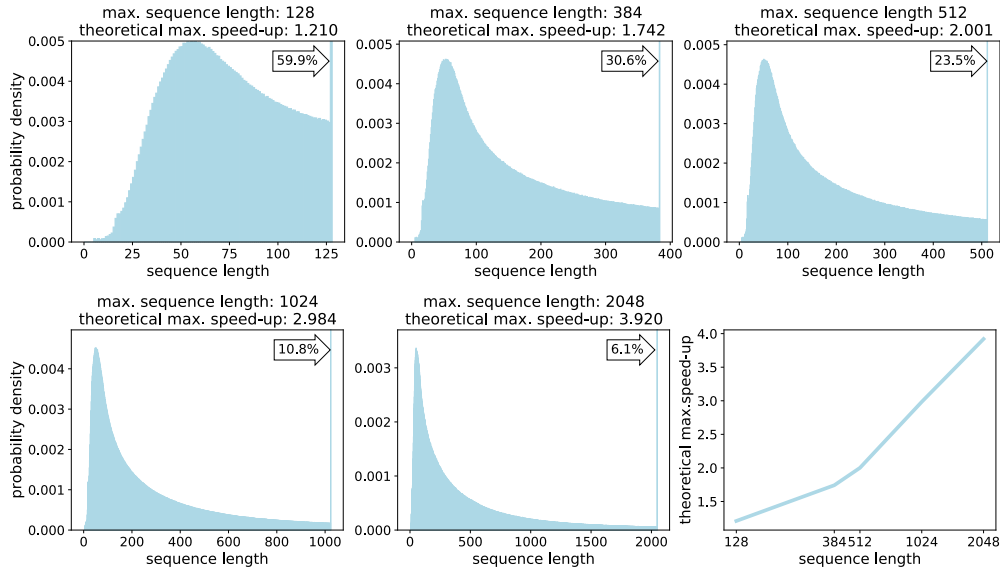 max. sequence length: 128
theoretical max. speed-up: 1.210
0.005
0.004
0.003
0.002
0.001
0.000
probability density
59.9%
0 25 50 75 100 125
sequence length
max. sequence length: 384
theoretical max. speed-up: 1.742
0.005
0.004
0.003
0.002
0.001
0.000
30.6%
0 100 200 300 400
sequence length
max. sequence length 512
theoretical max. speed-up: 2.001
0.005
0.004
0.003
0.002
0.001
0.000
23.5%
0 100 200 300 400 500
sequence length
max. sequence length: 1024
theoretical max. speed-up: 2.984
0.004
0.003
0.002
0.001
0.000
probability density
10.8%
0 200 400 600 800 1000
sequence length
max. sequence length: 2048
theoretical max. speed-up: 3.920
0.003
0.002
0.001
0.000
6.1%
0 500 1000 1500 2000
sequence length
4.0
3.5
3.0
2.5
2.0
1.5
theoretical max.speed-up
128 384 512 1024 2048
sequence length